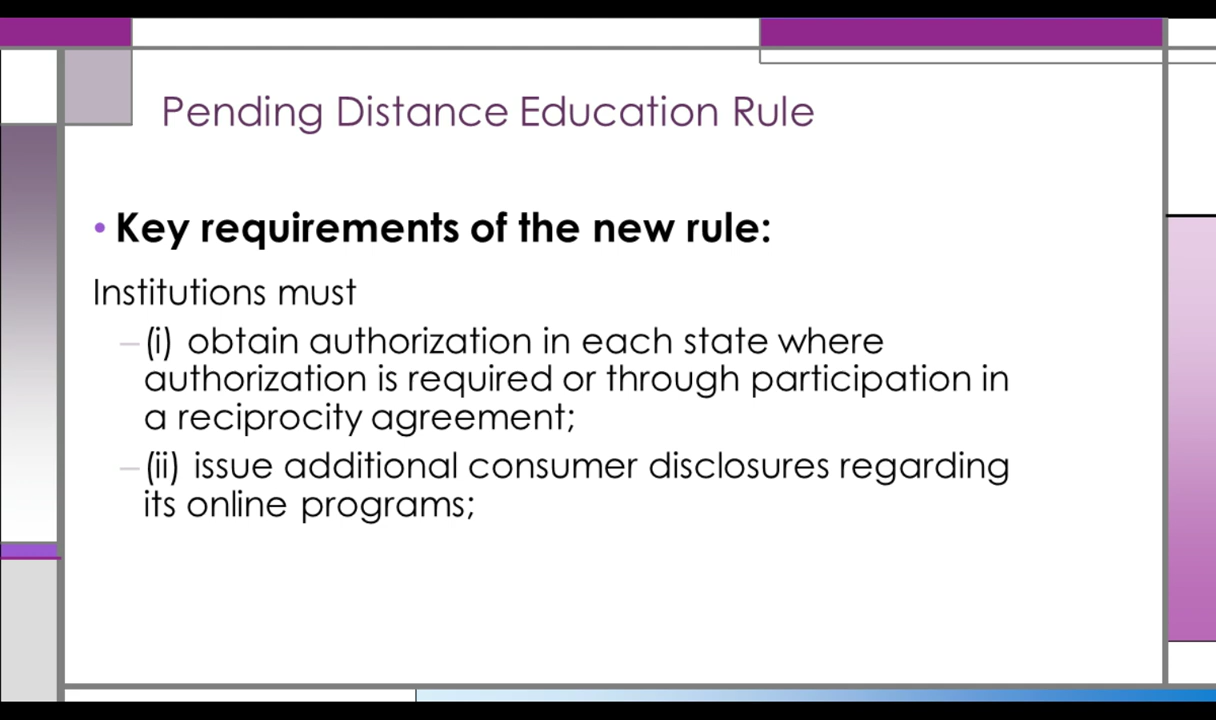 Pending Distance Education Rule
• Key requirements of the new rule:
Institutions must
–(i) obtain authorization in each state where
authorization is required or through participation in
a reciprocity agreement;
–(ii) issue additional consumer disclosures regarding
its online programs;